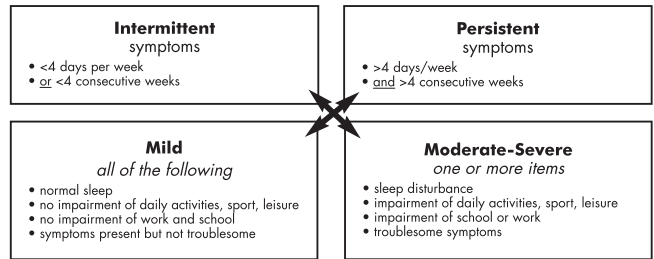 Intermittent
symptoms
• <4 days per week
• or <4 consecutive weeks
Persistent
symptoms
• >4 days/week
• and >4 consecutive weeks
Mild
all of the following
• normal sleep
• no impairment of daily activities, sport, leisure
• no impairment of work and school
• symptoms present but not troublesome
Moderate-Severe
one or more items
• sleep disturbance
• impairment of daily activities, sport, leisure
• impairment of school or work
• troublesome symptoms